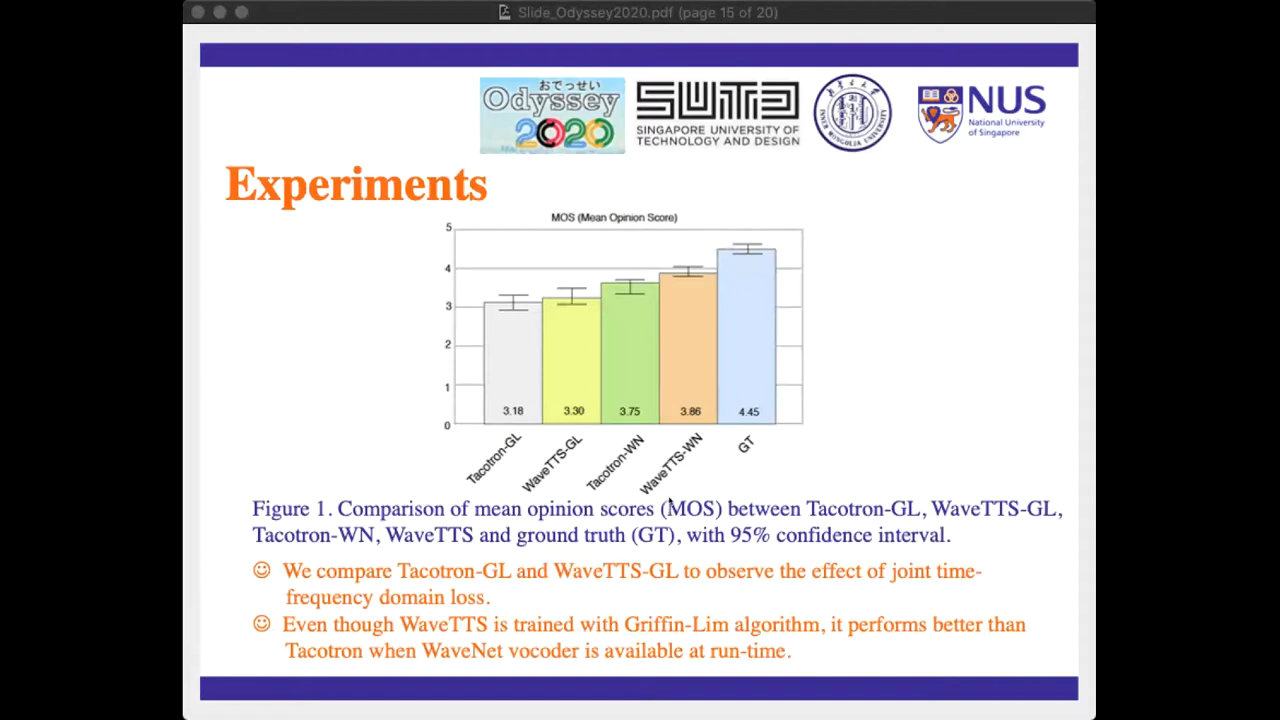 Slide_Odyssey2020.pdf (page 15 of 20)
おでっせい
Odyssey
2020
SUTD
SINGAPORE UNIVERSITY OF
TECHNOLOGY AND DESIGN
INNER MONGOLIA UNIVERSITY
NUS
National University
of Singapore
Experiments
MOS (Mean Opinion Score)
5
4
3
2
1
0
3.18
3.30
3.75
3.86
4.45
Tacotron-GL
WaveTTS-GL
Tacotron-WN
WaveTTS-WN
GT
Figure 1. Comparison of mean opinion scores (MOS) between Tacotron-GL, WaveTTS-GL,
Tacotron-WN, WaveTTS and ground truth (GT), with 95% confidence interval.
☺ We compare Tacotron-GL and WaveTTS-GL to observe the effect of joint time-
frequency domain loss.
☺ Even though WaveTTS is trained with Griffin-Lim algorithm, it performs better than
Tacotron when WaveNet vocoder is available at run-time.